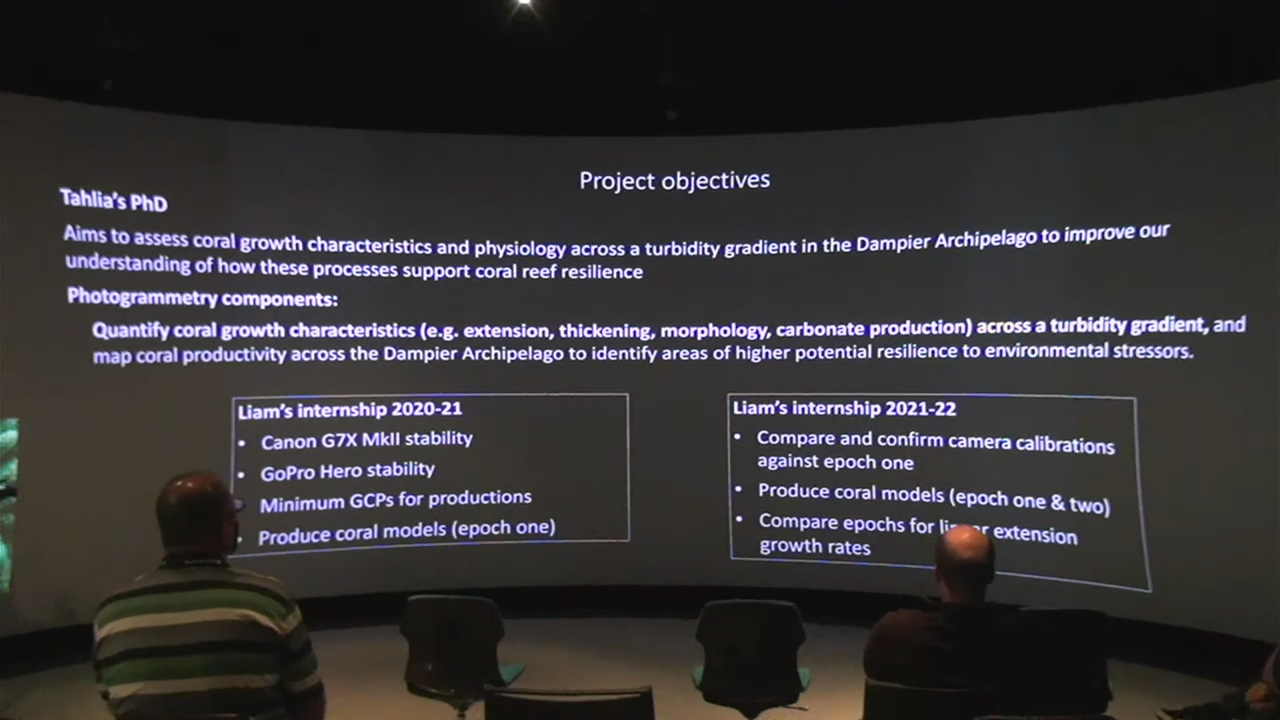 Project objectives
Tahlia's PhD
Aims to assess coral growth characteristics and physiology across a turbidity gradient in the Dampier Archipelago to improve our
understanding of how these processes support coral reef resilience
Photogrammetry components:
Quantify coral growth characteristics (e.g. extension, thickening, morphology, carbonate production) across a turbidity gradient, and
map coral productivity across the Dampier Archipelago to identify areas of higher potential resilience to environmental stressors.
Liam's internship 2020-21
• Canon G7X MkII stability
• GoPro Hero stability
Minimum GCPs for productions
• Produce coral models (epoch one)
Liam's internship 2021-22
• Compare and confirm camera calibrations
against epoch one
• Produce coral models (epoch one & two)
• Compare epochs for linear extension
growth rates